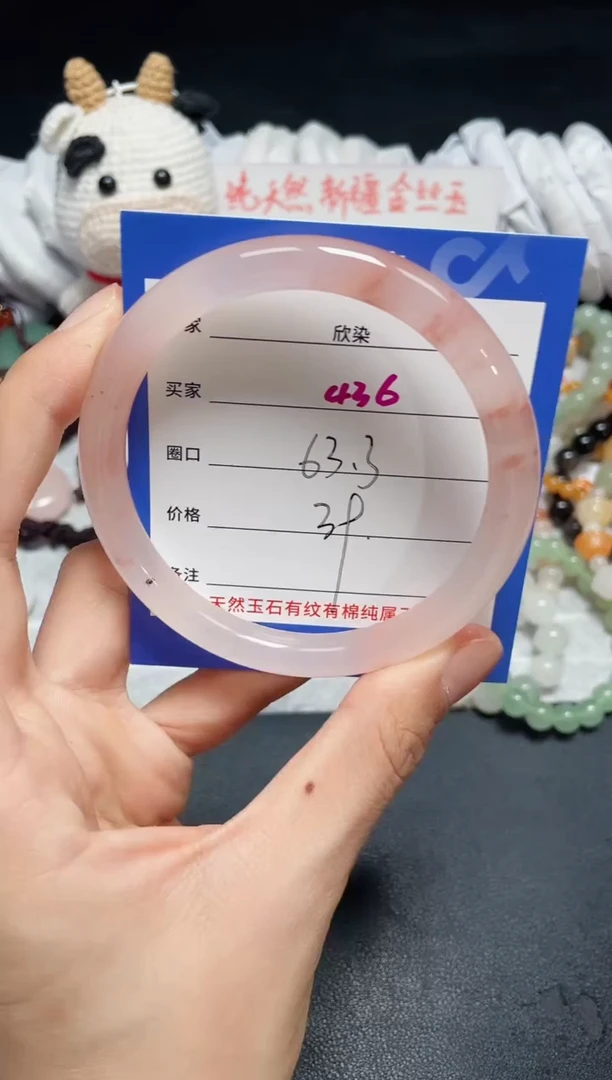 纯天然新疆金丝玉
家 欣染
买家 436
圈口 63.3
价格
备注
天然玉石有纹有棉纯属